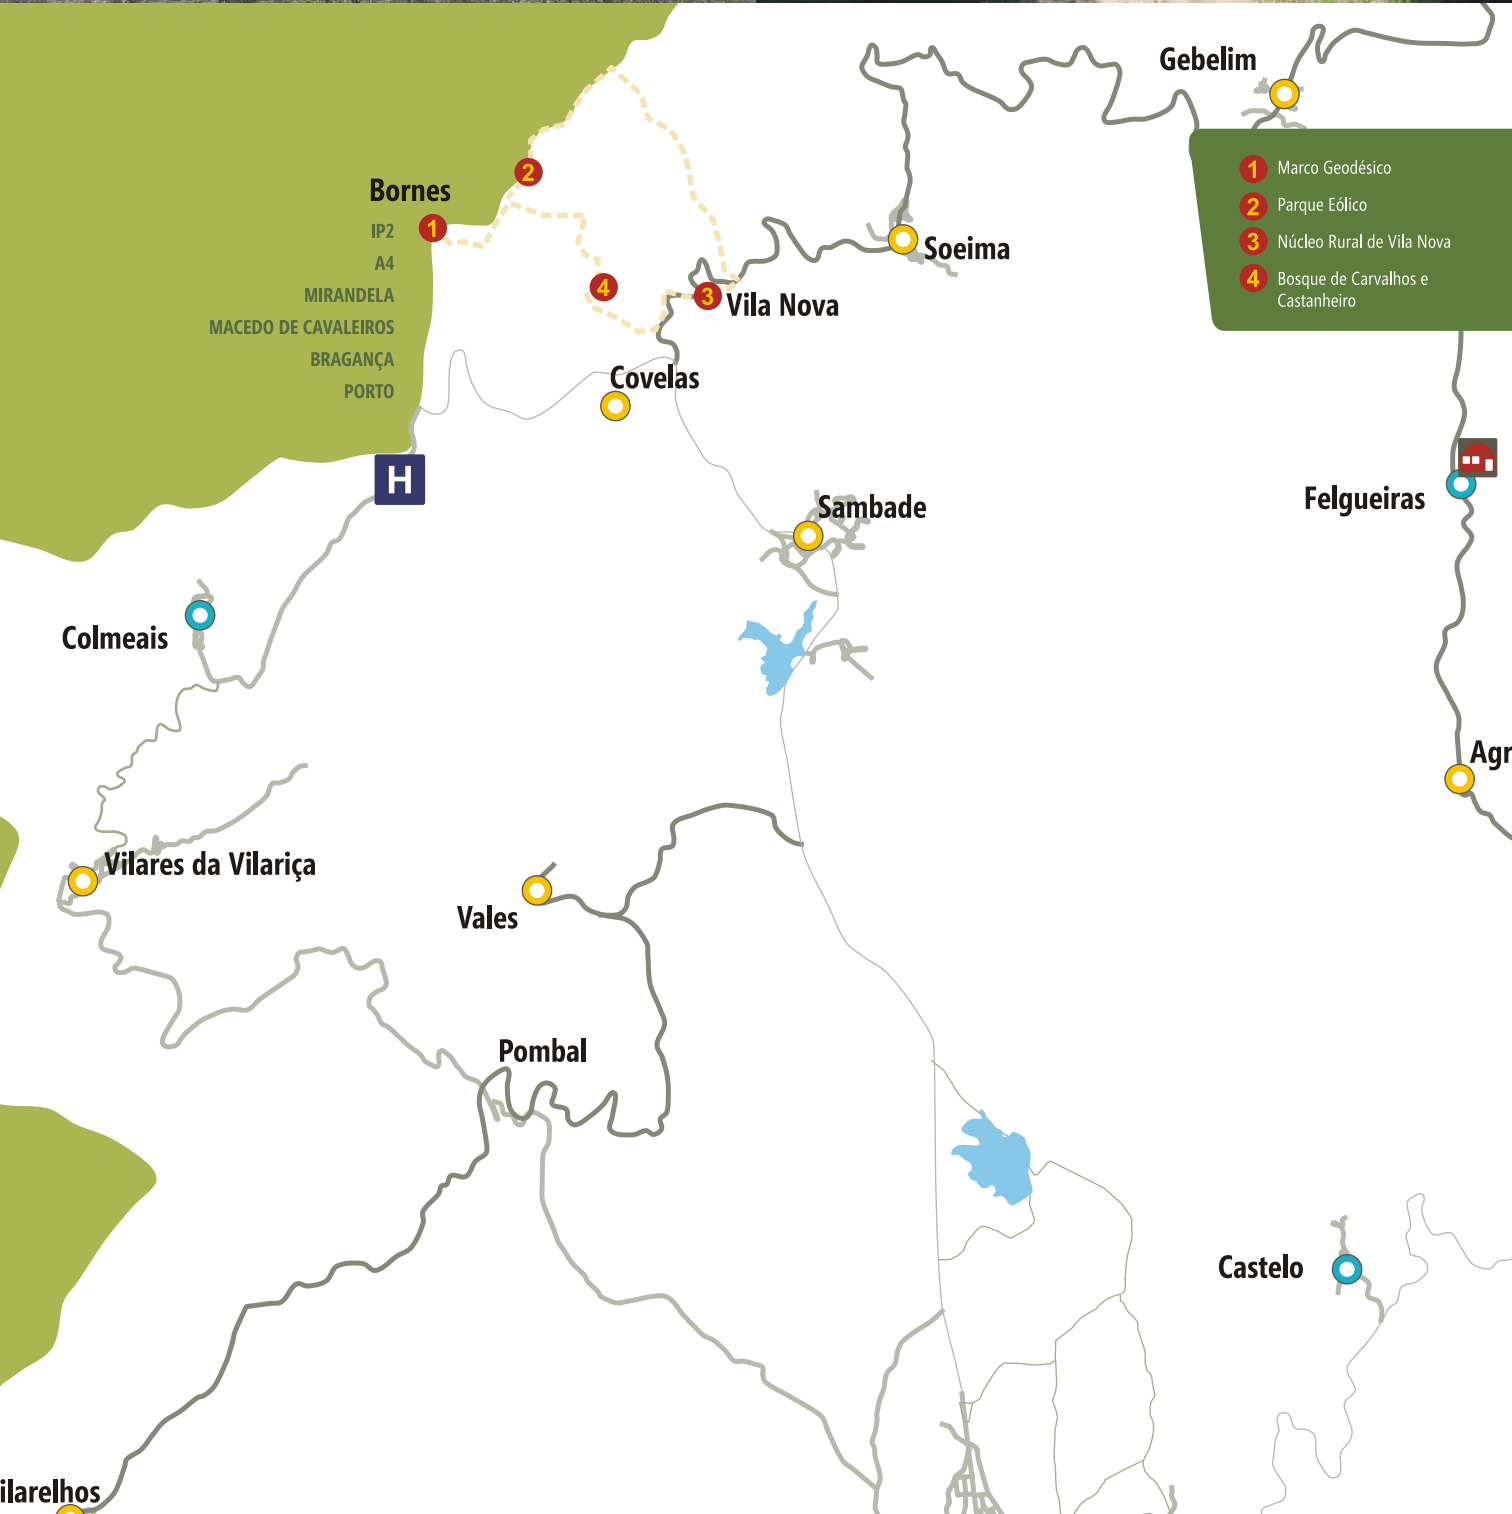 Gebelim
1 Marco Geodésico
2 Parque Eólico
3 Núcleo Rural de Vila Nova
4 Bosque de Carvalhos e
Castanheiro
2
Bornes
1
IP2
A4
MIRANDELA
MACEDO DE CAVALEIROS
BRAGANÇA
PORTO
Soeima
4
3
Vila Nova
Covelas
H
Felgueiras
Sambade
Colmeais
Agr
Vilares da Vilariça
Vales
Pombal
Castelo
ilarelhos